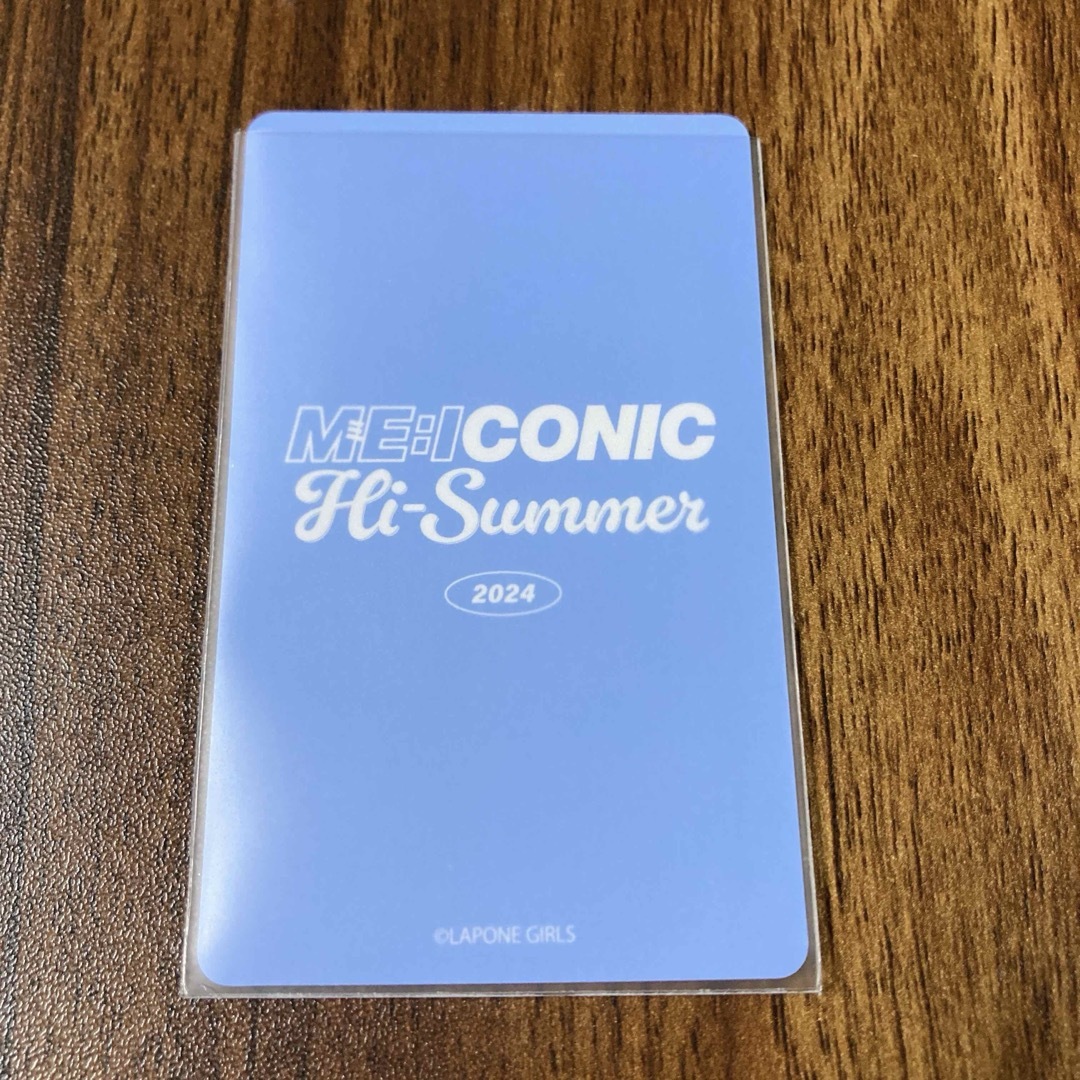 ME:ICONIC
Hi-Summer
2024
©LAPONE GIRLS